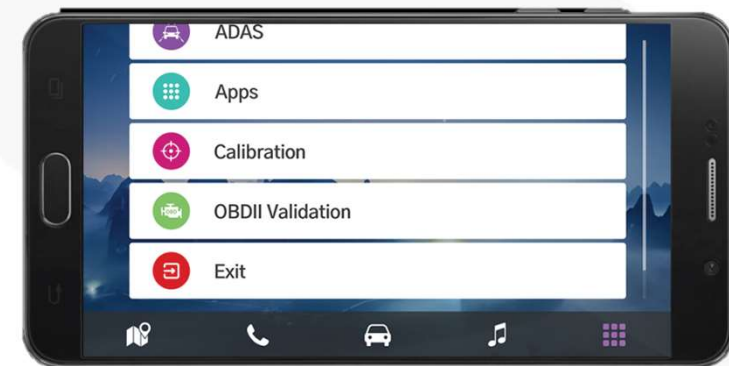 ADAS
Apps
Calibration
OBDII Validation
Exit